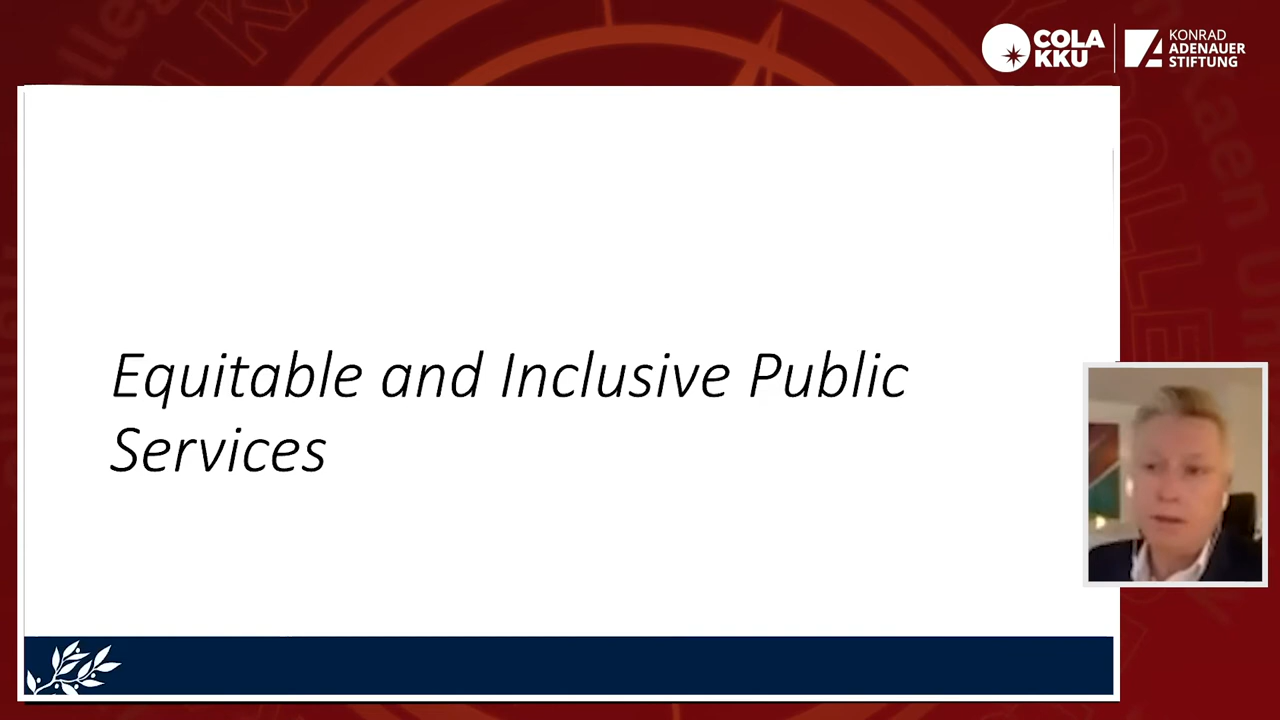 COLA
KKU
KONRAD
ADENAUER
STIFTUNG
Equitable and Inclusive Public
Services